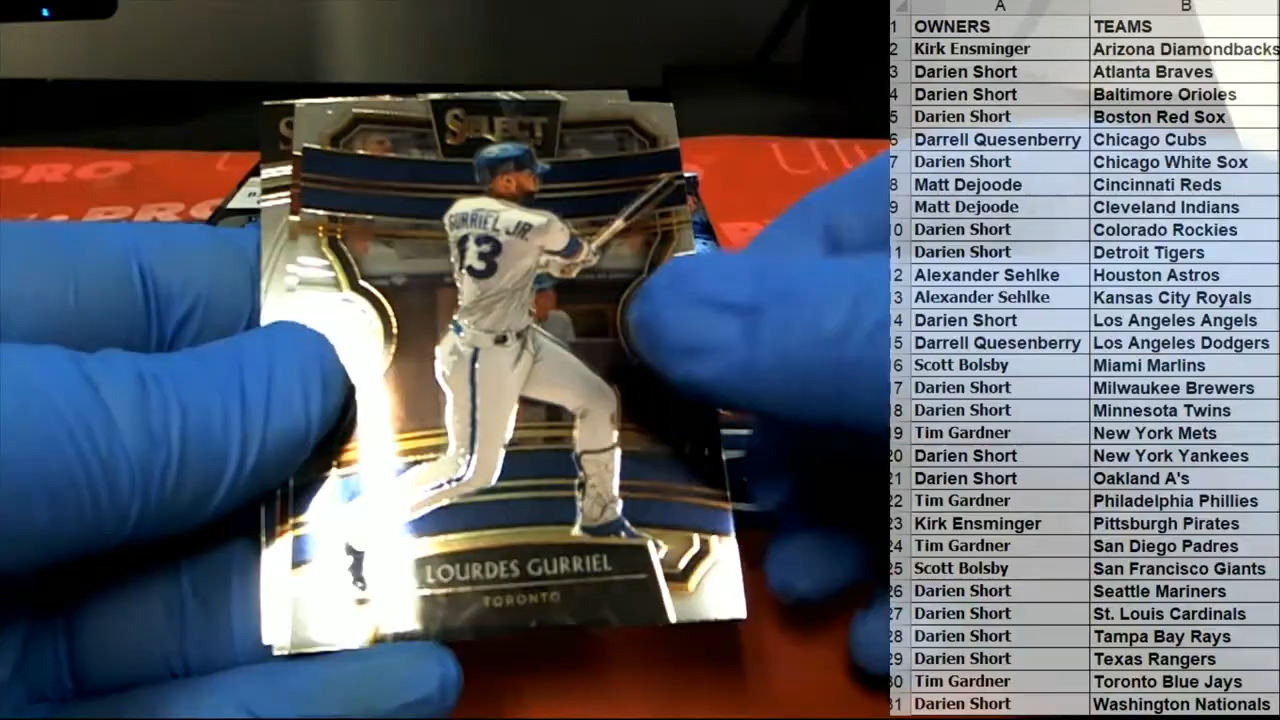 SELECT
GURRIEL JR.
13
LOURDES GURRIEL
TORONTO
PRO
PRO
A B
1 OWNERS TEAMS
2 Kirk Ensminger Arizona Diamondbacks
3 Darien Short Atlanta Braves
4 Darien Short Baltimore Orioles
5 Darien Short Boston Red Sox
6 Darrell Quesenberry Chicago Cubs
7 Darien Short Chicago White Sox
8 Matt Dejoode Cincinnati Reds
9 Matt Dejoode Cleveland Indians
0 Darien Short Colorado Rockies
1 Darien Short Detroit Tigers
2 Alexander Sehlke Houston Astros
3 Alexander Sehlke Kansas City Royals
4 Darien Short Los Angeles Angels
5 Darrell Quesenberry Los Angeles Dodgers
6 Scott Bolsby Miami Marlins
17 Darien Short Milwaukee Brewers
18 Darien Short Minnesota Twins
19 Tim Gardner New York Mets
20 Darien Short New York Yankees
21 Darien Short Oakland A's
22 Tim Gardner Philadelphia Phillies
23 Kirk Ensminger Pittsburgh Pirates
24 Tim Gardner San Diego Padres
25 Scott Bolsby San Francisco Giants
26 Darien Short Seattle Mariners
27 Darien Short St. Louis Cardinals
28 Darien Short Tampa Bay Rays
29 Darien Short Texas Rangers
30 Tim Gardner Toronto Blue Jays
31 Darien Short Washington Nationals